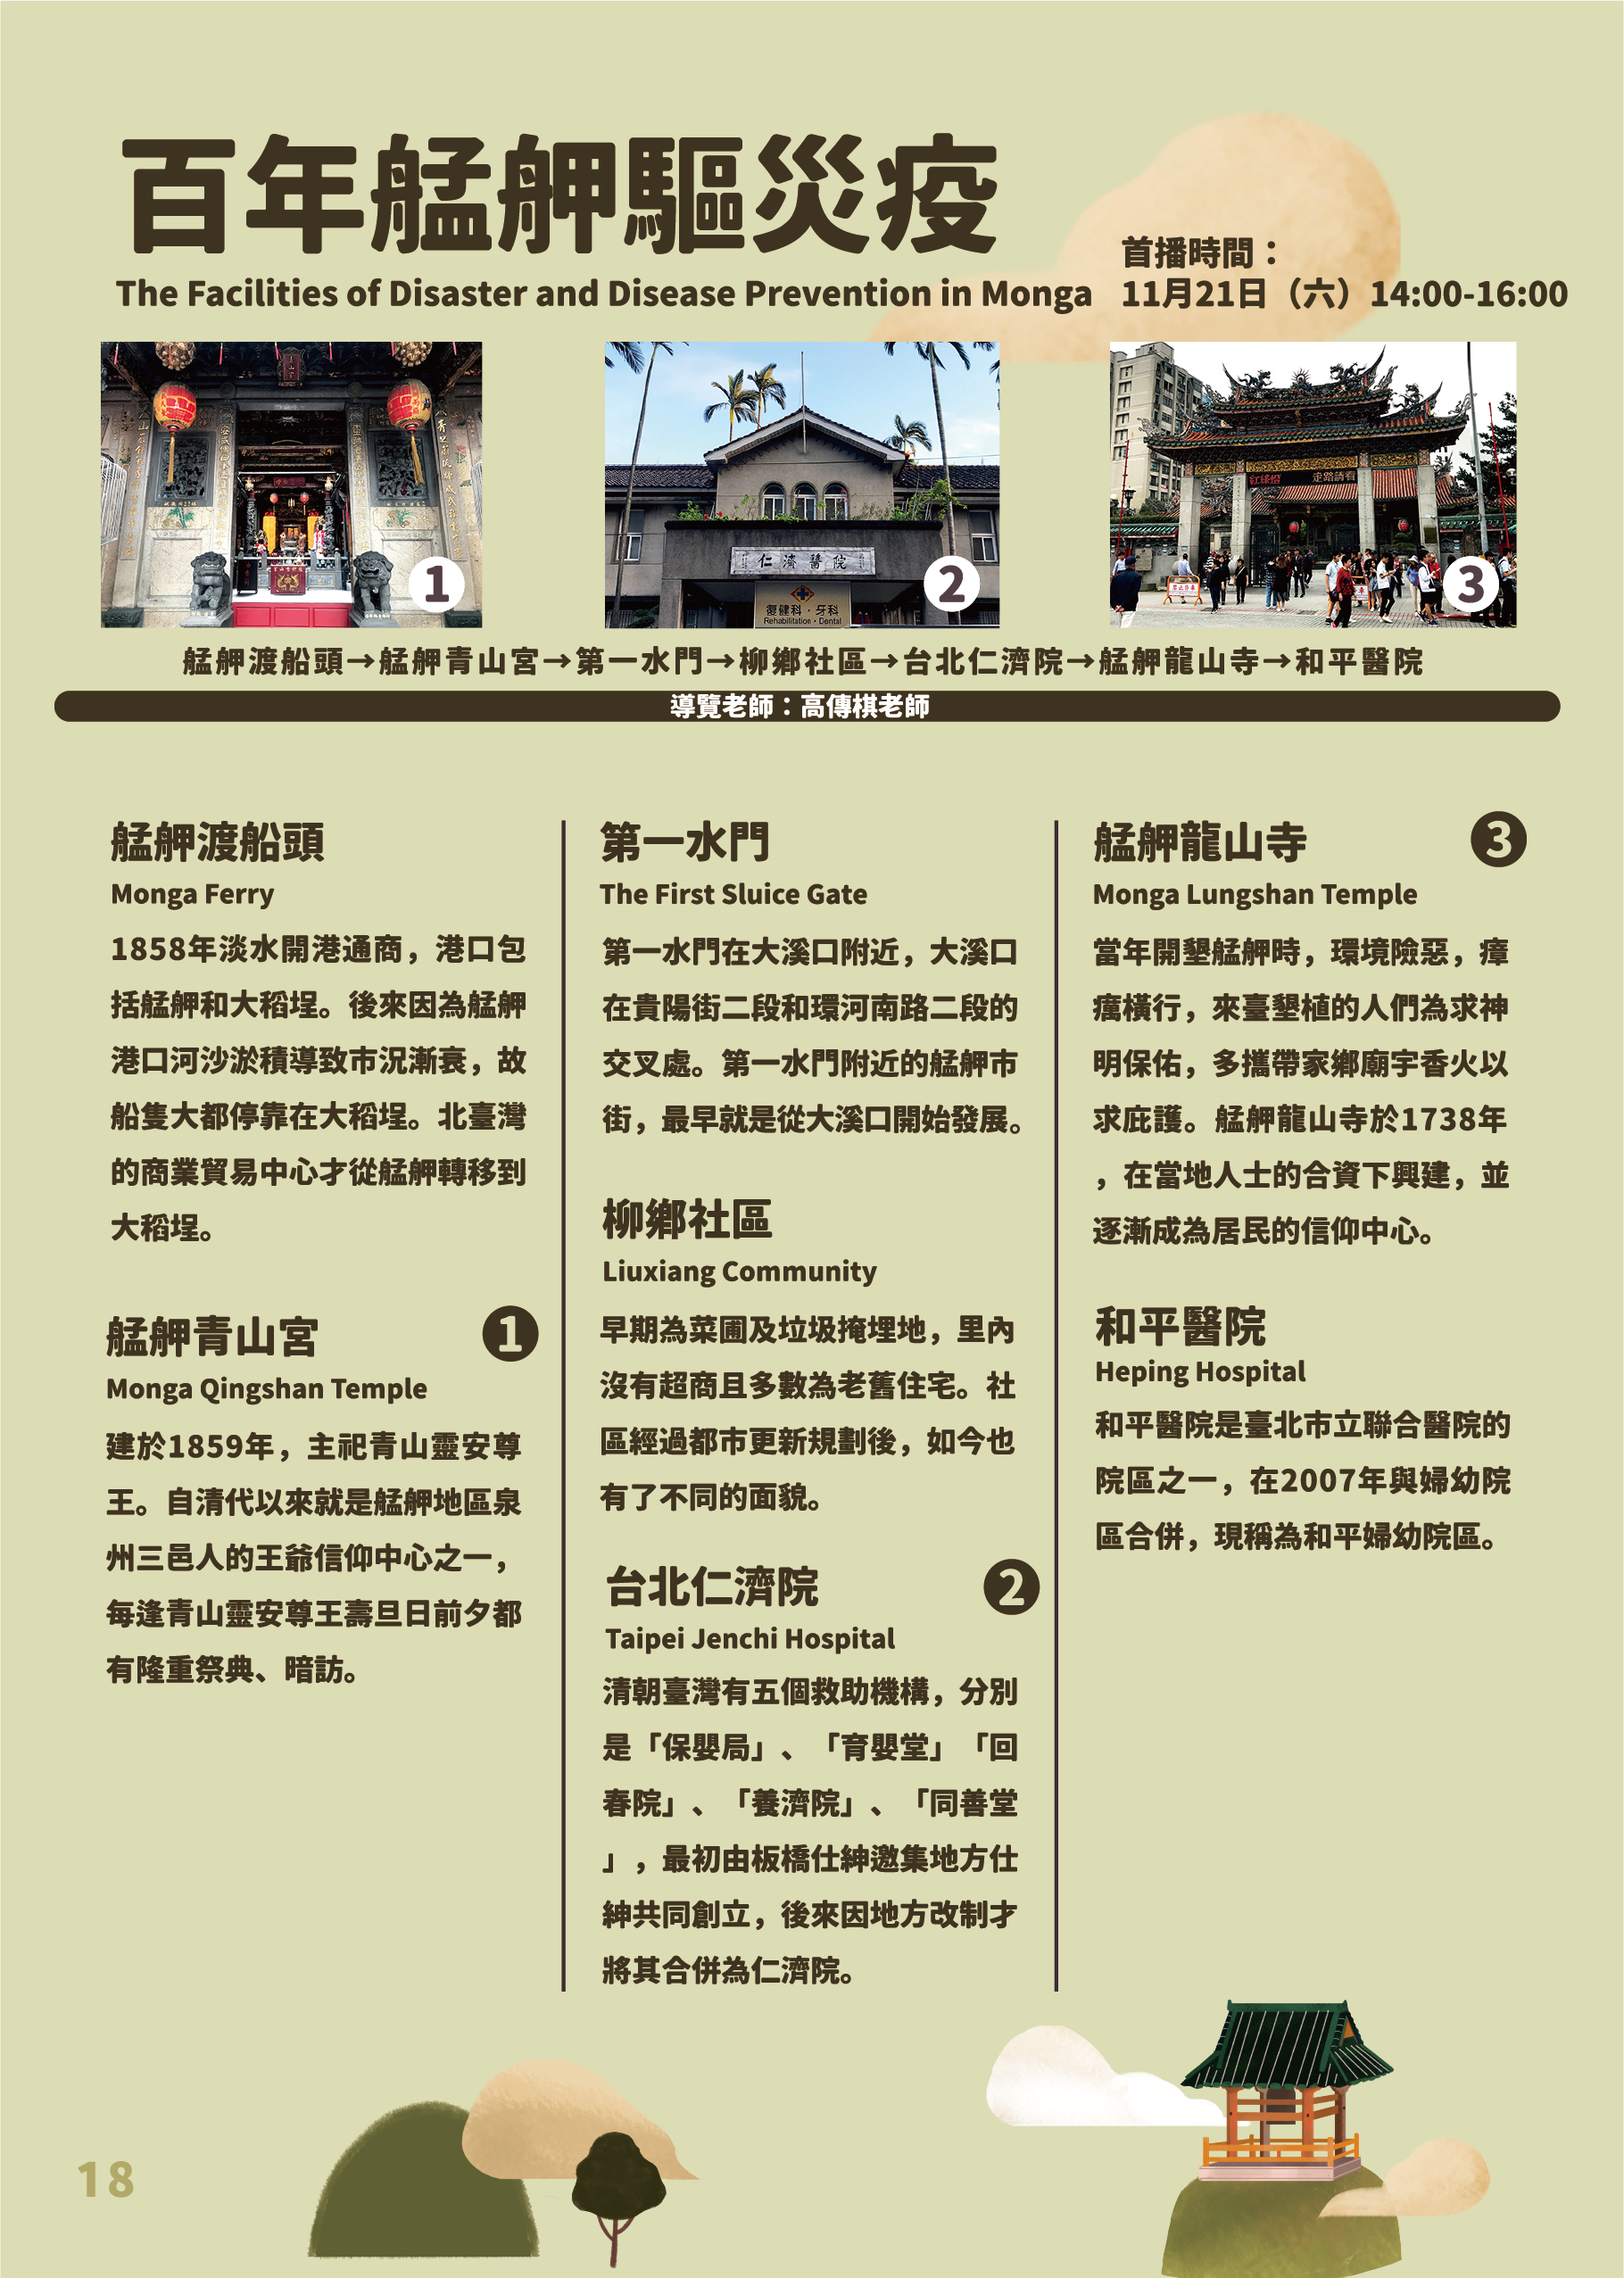 百年艋舺驅災疫
The Facilities of Disaster and Disease Prevention in Monga
首播時間：
11月21日（六）14:00-16:00
仁濟醫院
復健科・牙科
Rehabilitation・Dental
1
2
3
艋舺渡船頭→艋舺青山宮→第一水門→柳鄉社區→台北仁濟院→艋舺龍山寺→和平醫院
導覽老師：高傳棋老師
艋舺渡船頭
Monga Ferry
1858年淡水開港通商，港口包
括艋舺和大稻埕。後來因為艋舺
港口河沙淤積導致市況漸衰，故
船隻大都停靠在大稻埕。北臺灣
的商業貿易中心才從艋舺轉移到
大稻埕。
艋舺青山宮
1
Monga Qingshan Temple
建於1859年，主祀青山靈安尊
王。自清代以來就是艋舺地區泉
州三邑人的王爺信仰中心之一，
每逢青山靈安尊王壽旦日前夕都
有隆重祭典、暗訪。
第一水門
The First Sluice Gate
第一水門在大溪口附近，大溪口
在貴陽街二段和環河南路二段的
交叉處。第一水門附近的艋舺市
街，最早就是從大溪口開始發展。
柳鄉社區
Liuxiang Community
早期為菜圃及垃圾掩埋地，里內
沒有超商且多數為老舊住宅。社
區經過都市更新規劃後，如今也
有了不同的面貌。
台北仁濟院
2
Taipei Jenchi Hospital
清朝臺灣有五個救助機構，分別
是「保嬰局」、「育嬰堂」「回
春院」、「養濟院」、「同善堂
」，最初由板橋仕紳邀集地方仕
紳共同創立，後來因地方改制才
將其合併為仁濟院。
艋舺龍山寺
3
Monga Lungshan Temple
當年開墾艋舺時，環境險惡，瘴
癘橫行，來臺墾植的人們為求神
明保佑，多攜帶家鄉廟宇香火以
求庇護。艋舺龍山寺於1738年
，在當地人士的合資下興建，並
逐漸成為居民的信仰中心。
和平醫院
Heping Hospital
和平醫院是臺北市立聯合醫院的
院區之一，在2007年與婦幼院
區合併，現稱為和平婦幼院區。
18